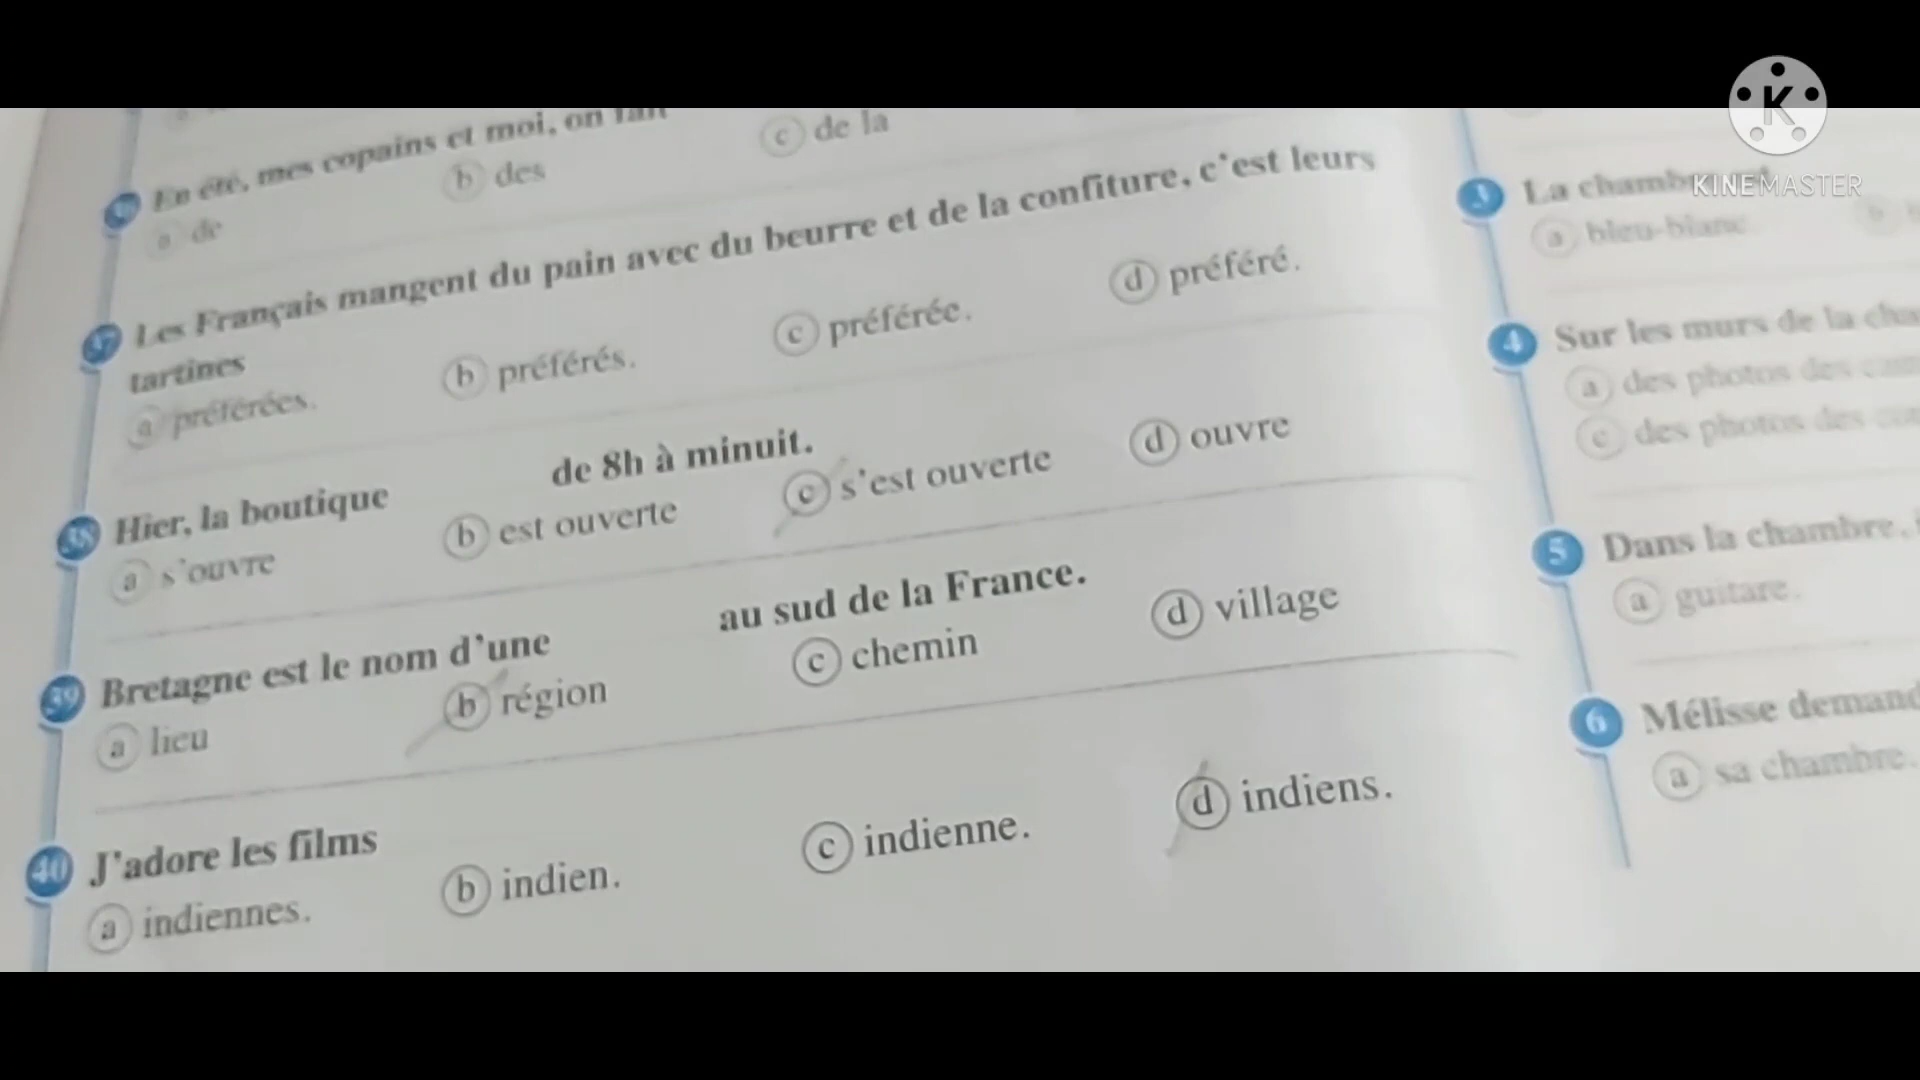 En été, mes copains et moi, on fait
a de
b des
c de la
37 Les Français mangent du pain avec du beurre et de la confiture, c'est leurs
tartines
a préférées.
b préférés.
c préférée.
d préféré.
38 Hier, la boutique de 8h à minuit.
a s'ouvre
b est ouverte
c s'est ouverte
d ouvre
39 Bretagne est le nom d'une au sud de la France.
a lieu
b région
c chemin
d village
40 J'adore les films
a indiennes.
b indien.
c indienne.
d indiens.
K
KINEMASTER
3 La
a bleu-blanc
b
4 Sur les murs de la
a des photos des
c des photos des
5 Dans la chambre,
a guitare.
6 Mélisse
a sa chambre.